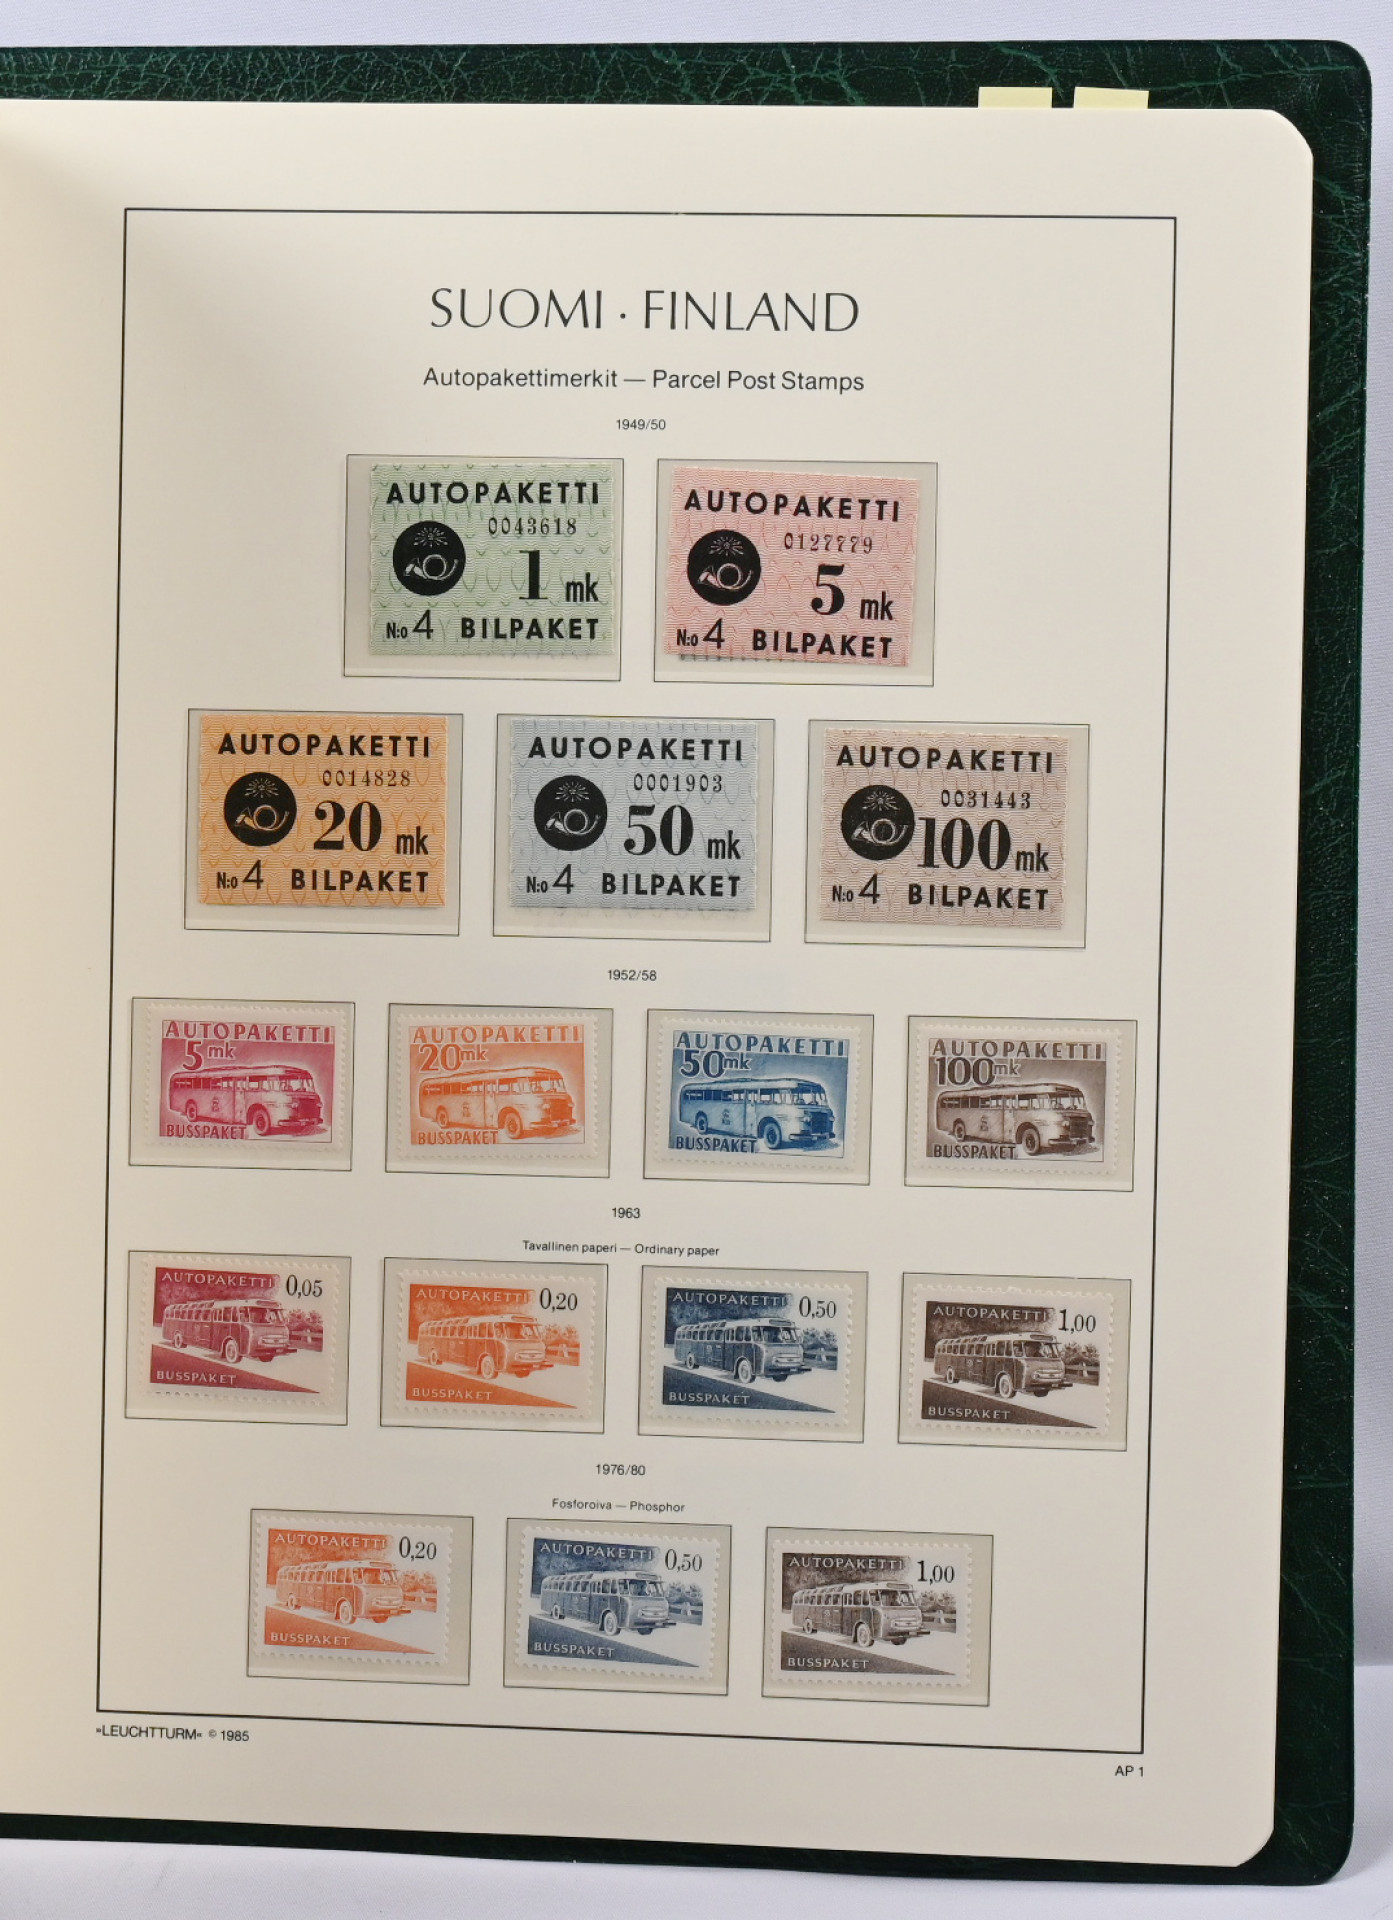 SUOMI · FINLAND
Autopakettimerkit — Parcel Post Stamps
1949/50
AUTOPAKETTI
0043618
1 mk
N:o 4 BILPAKET
AUTOPAKETTI
0127779
5 mk
N:o 4 BILPAKET
AUTOPAKETTI
0014828
20 mk
N:o 4 BILPAKET
AUTOPAKETTI
0001903
50 mk
N:o 4 BILPAKET
AUTOPAKETTI
0031443
100 mk
N:o 4 BILPAKET
1952/58
AUTOPAKETTI
5 mk
BUSSPAKET
AUTOPAKETTI
20 mk
BUSSPAKET
AUTOPAKETTI
50 mk
BUSSPAKET
AUTOPAKETTI
100 mk
BUSSPAKET
1963
Tavallinen paperi — Ordinary paper
AUTOPAKETTI 0,05
BUSSPAKET
AUTOPAKETTI 0,20
BUSSPAKET
AUTOPAKETTI 0,50
BUSSPAKET
AUTOPAKETTI 1,00
BUSSPAKET
1976/80
Fosforoiva — Phosphor
AUTOPAKETTI 0,20
BUSSPAKET
AUTOPAKETTI 0,50
BUSSPAKET
AUTOPAKETTI 1,00
BUSSPAKET
»LEUCHTTURM« © 1985
AP 1